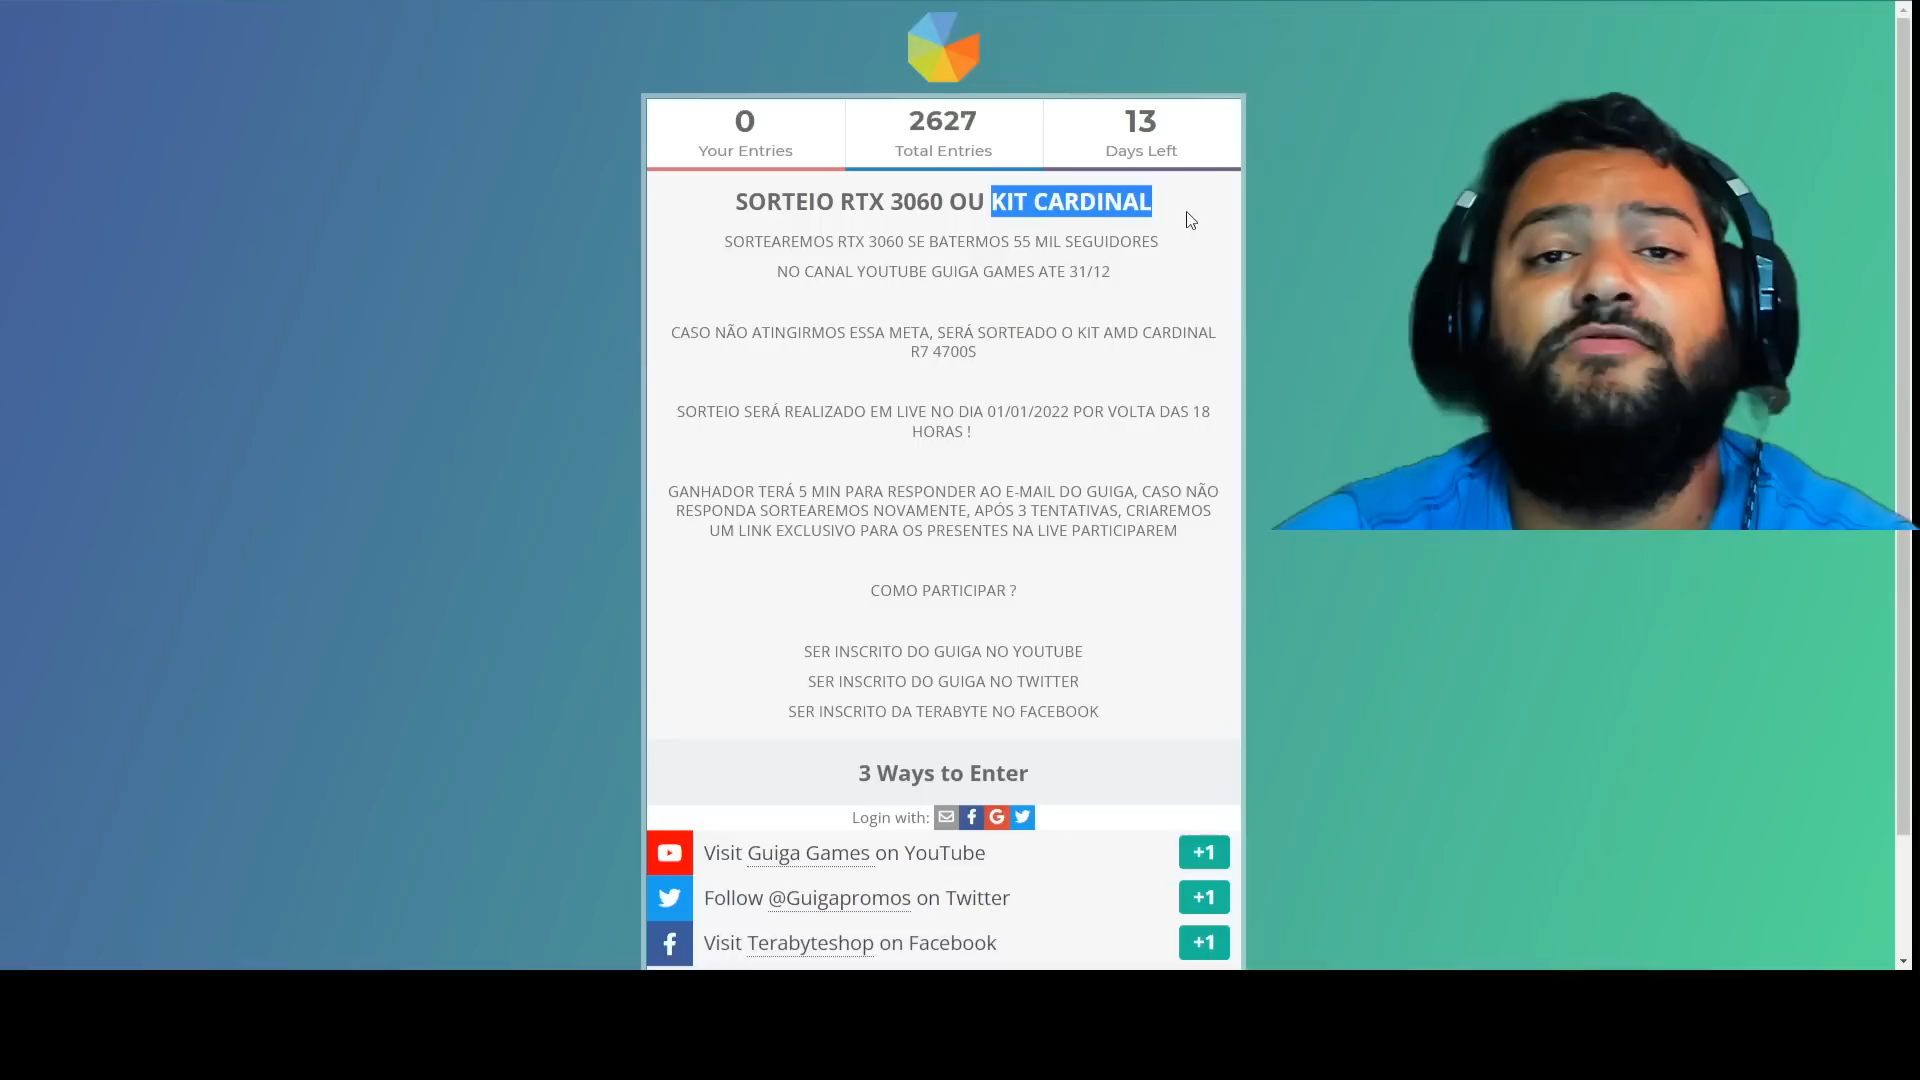 0
Your Entries
2627
Total Entries
13
Days Left
SORTEIO RTX 3060 OU KIT CARDINAL
SORTEAREMOS RTX 3060 SE BATERMOS 55 MIL SEGUIDORES
NO CANAL YOUTUBE GUIGA GAMES ATE 31/12
CASO NÃO ATINGIRMOS ESSA META, SERÁ SORTEADO O KIT AMD CARDINAL
R7 4700S
SORTEIO SERÁ REALIZADO EM LIVE NO DIA 01/01/2022 POR VOLTA DAS 18
HORAS !
GANHADOR TERÁ 5 MIN PARA RESPONDER AO E-MAIL DO GUIGA, CASO NÃO
RESPONDA SORTEAREMOS NOVAMENTE, APÓS 3 TENTATIVAS, CRIAREMOS
UM LINK EXCLUSIVO PARA OS PRESENTES NA LIVE PARTICIPAREM
COMO PARTICIPAR ?
SER INSCRITO DO GUIGA NO YOUTUBE
SER INSCRITO DO GUIGA NO TWITTER
SER INSCRITO DA TERABYTE NO FACEBOOK
3 Ways to Enter
Login with:
Visit Guiga Games on YouTube +1
Follow @Guigapromos on Twitter +1
Visit Terabyteshop on Facebook +1